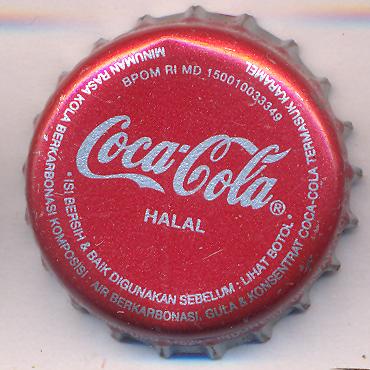 MINUMAN RASA KOLA BERKARBONASI KOMPOSISI : AIR BERKARBONASI, GULA & KONSENTRAT COCA-COLA TERMASUK KARAMEL
BPOM RI MD 150010033349
Coca-Cola®
HALAL
• ISI BERSIH & BAIK DIGUNAKAN SEBELUM : LIHAT BOTOL •